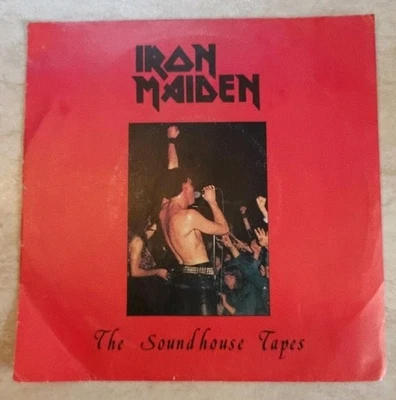 IRON
MAIDEN
The Soundhouse Tapes